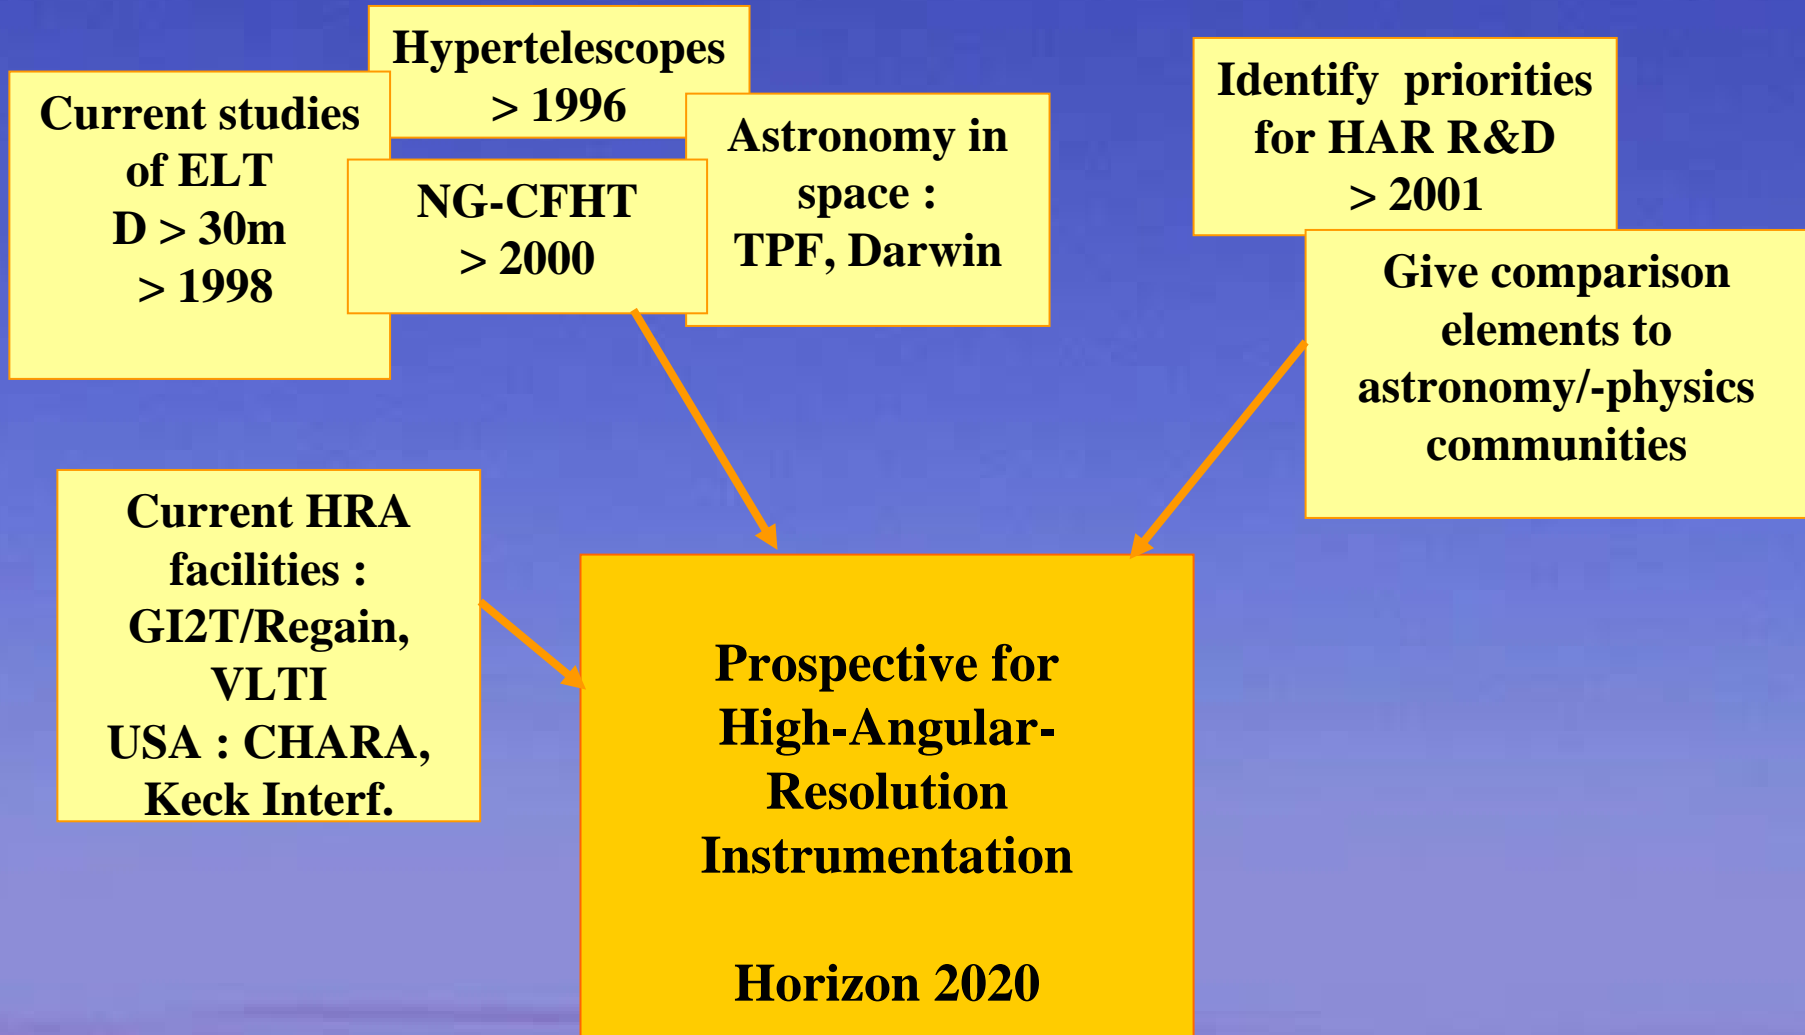 Hypertelescopes
> 1996
Current studies
of ELT
D > 30m
> 1998
NG-CFHT
> 2000
Astronomy in
space :
TPF, Darwin
Identify priorities
for HAR R&D
> 2001
Give comparison
elements to
astronomy/-physics
communities
Current HRA
facilities :
GI2T/Regain,
VLTI
USA : CHARA,
Keck Interf.
Prospective for
High-Angular-
Resolution
Instrumentation
Horizon 2020